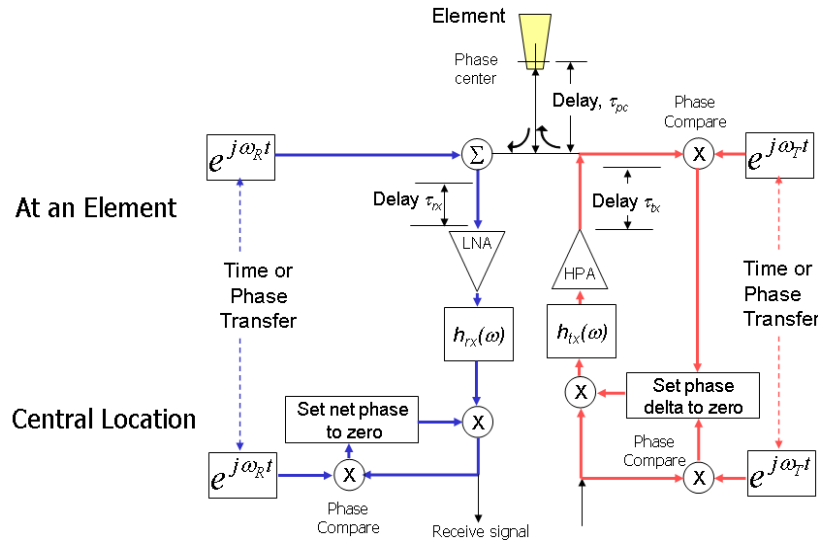 Element
Phase
center
Delay, τpc
Phase
Compare
e^jωRt
Σ
X
e^jωTt
At an Element
Delay τrx
Delay τtx
LNA
HPA
Time or
Phase
Transfer
Time or
Phase
Transfer
hrx(ω)
htx(ω)
Central Location
Set net phase
to zero
X
X
Set phase
delta to zero
e^jωRt
X
Phase
Compare
Phase
Compare
X
e^jωTt
Receive signal